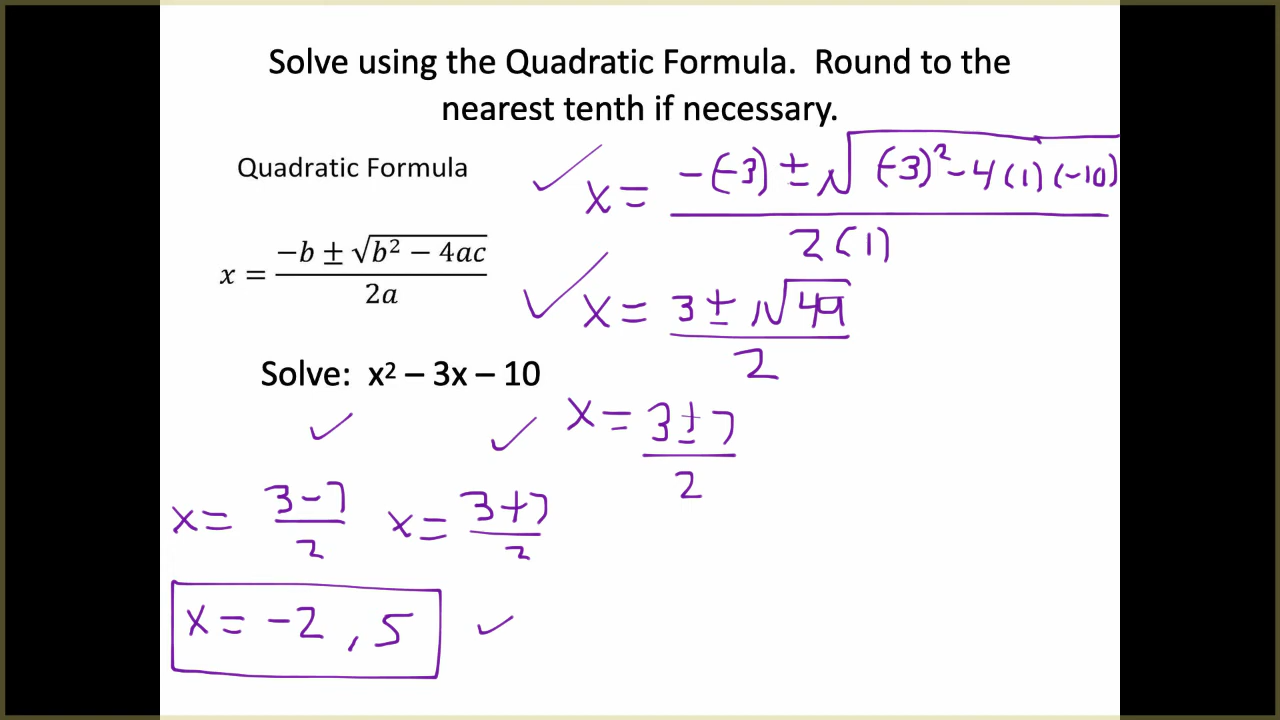 Solve using the Quadratic Formula. Round to the
nearest tenth if necessary.
Quadratic Formula
x = (−b ± √(b² − 4ac)) / 2a
Solve: x² – 3x – 10
x = (-(-3) ± √((-3)² - 4(1)(-10))) / 2(1)
x = (3 ± √49) / 2
x = (3 ± 7) / 2
x = (3 - 7) / 2 x = (3 + 7) / 2
x = -2, 5